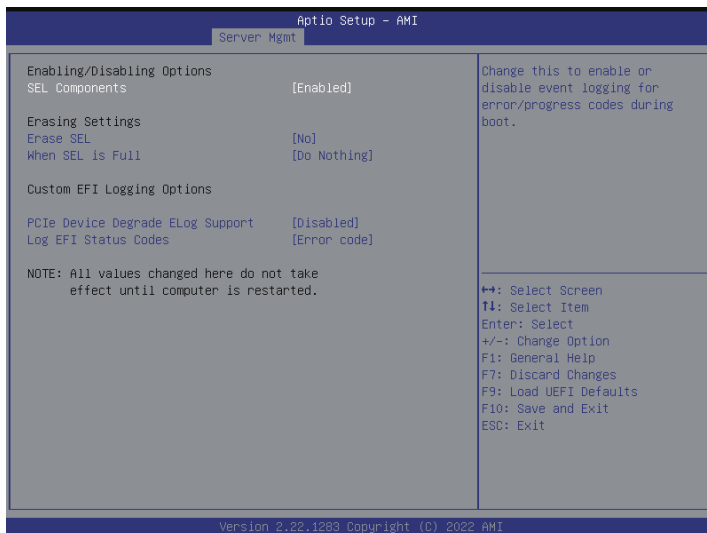 Aptio Setup – AMI
Server Mgmt
Enabling/Disabling Options
SEL Components [Enabled]
Erasing Settings
Erase SEL [No]
When SEL is Full [Do Nothing]
Custom EFI Logging Options
PCIe Device Degrade ELog Support [Disabled]
Log EFI Status Codes [Error code]
NOTE: All values changed here do not take
effect until computer is restarted.
Change this to enable or
disable event logging for
error/progress codes during
boot.
↔: Select Screen
↑↓: Select Item
Enter: Select
+/-: Change Option
F1: General Help
F7: Discard Changes
F9: Load UEFI Defaults
F10: Save and Exit
ESC: Exit
Version 2.22.1283 Copyright (C) 2022 AMI